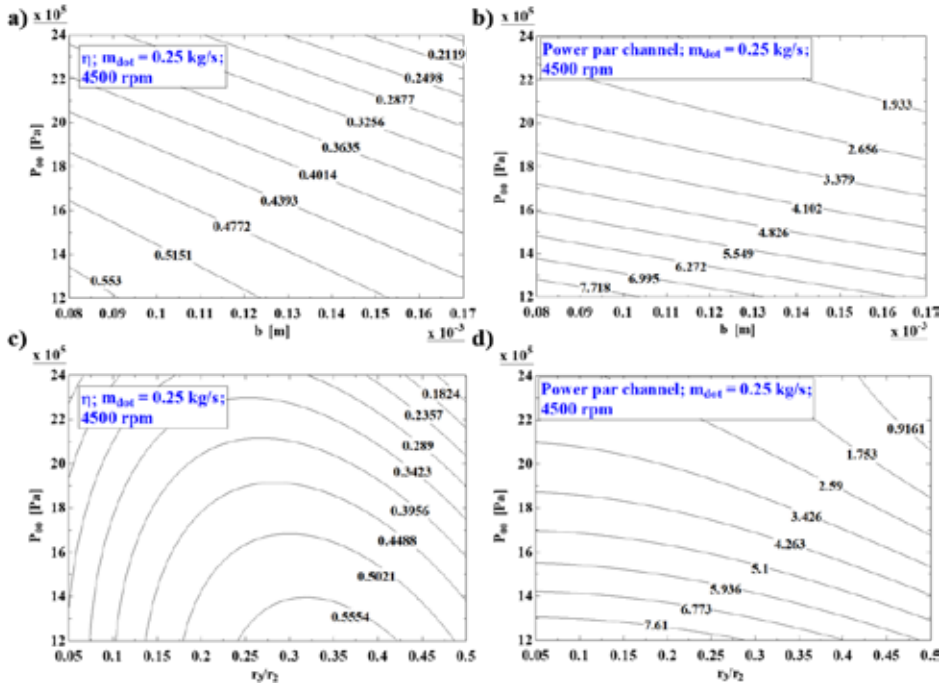 a)
x 10⁵
24
22
20
18
16
14
12
P₀₀ [Pa]
η; m_dot = 0.25 kg/s;
4500 rpm
0.2119
0.2498
0.2877
0.3256
0.3635
0.4014
0.4393
0.4772
0.5151
0.553
0.08 0.09 0.1 0.11 0.12 0.13 0.14 0.15 0.16 0.17
b [m]
x 10⁻³
b)
x 10⁵
24
22
20
18
16
14
12
P₀₀ [Pa]
Power par channel; m_dot = 0.25 kg/s;
4500 rpm
1.933
2.656
3.379
4.102
4.826
5.549
6.272
6.995
7.718
0.08 0.09 0.1 0.11 0.12 0.13 0.14 0.15 0.16 0.17
b [m]
x 10⁻³
c)
x 10⁵
24
22
20
18
16
14
12
P₀₀ [Pa]
η; m_dot = 0.25 kg/s;
4500 rpm
0.1824
0.2357
0.289
0.3423
0.3956
0.4488
0.5021
0.5554
0.05 0.1 0.15 0.2 0.25 0.3 0.35 0.4 0.45 0.5
r₃/r₂
d)
x 10⁵
24
22
20
18
16
14
12
P₀₀ [Pa]
Power par channel; m_dot = 0.25 kg/s;
4500 rpm
0.9161
1.753
2.59
3.426
4.263
5.1
5.936
6.773
7.61
0.05 0.1 0.15 0.2 0.25 0.3 0.35 0.4 0.45 0.5
r₃/r₂